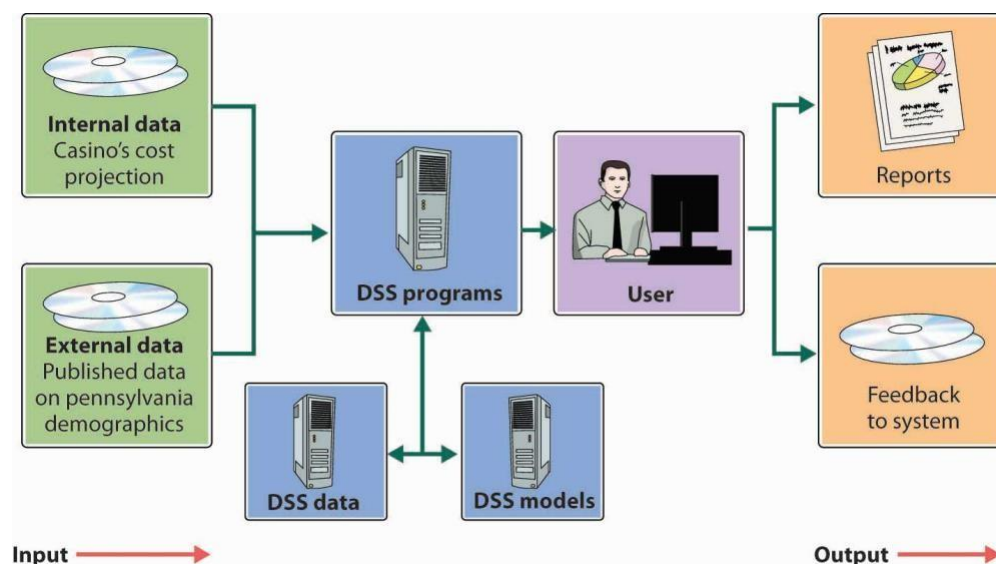 Internal data
Casino's cost
projection
External data
Published data
on pennsylvania
demographics
DSS programs
User
DSS data
DSS models
Reports
Feedback
to system
Input
Output